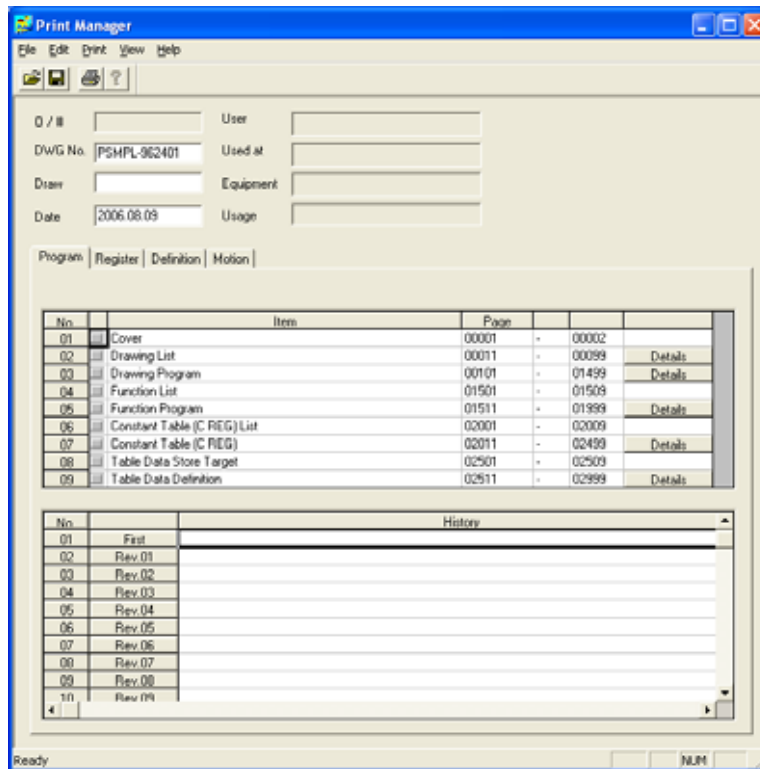 Print Manager
File Edit Print View Help
O / # User
DWG No. PSMPL-962401 Used at
Draw Equipment
Date 2006.08.09 Usage
Program Register Definition Motion
No. Item Page
01 Cover 00001 - 00002
02 Drawing List 00011 - 00099 Details
03 Drawing Program 00101 - 01499 Details
04 Function List 01501 - 01509
05 Function Program 01511 - 01999 Details
06 Constant Table (C REG) List 02001 - 02009
07 Constant Table (C REG) 02011 - 02499 Details
08 Table Data Store Target 02501 - 02509
09 Table Data Definition 02511 - 02999 Details
No. History
01 First
02 Rev.01
03 Rev.02
04 Rev.03
05 Rev.04
06 Rev.05
07 Rev.06
08 Rev.07
09 Rev.08
10 Rev.09
Ready NUM